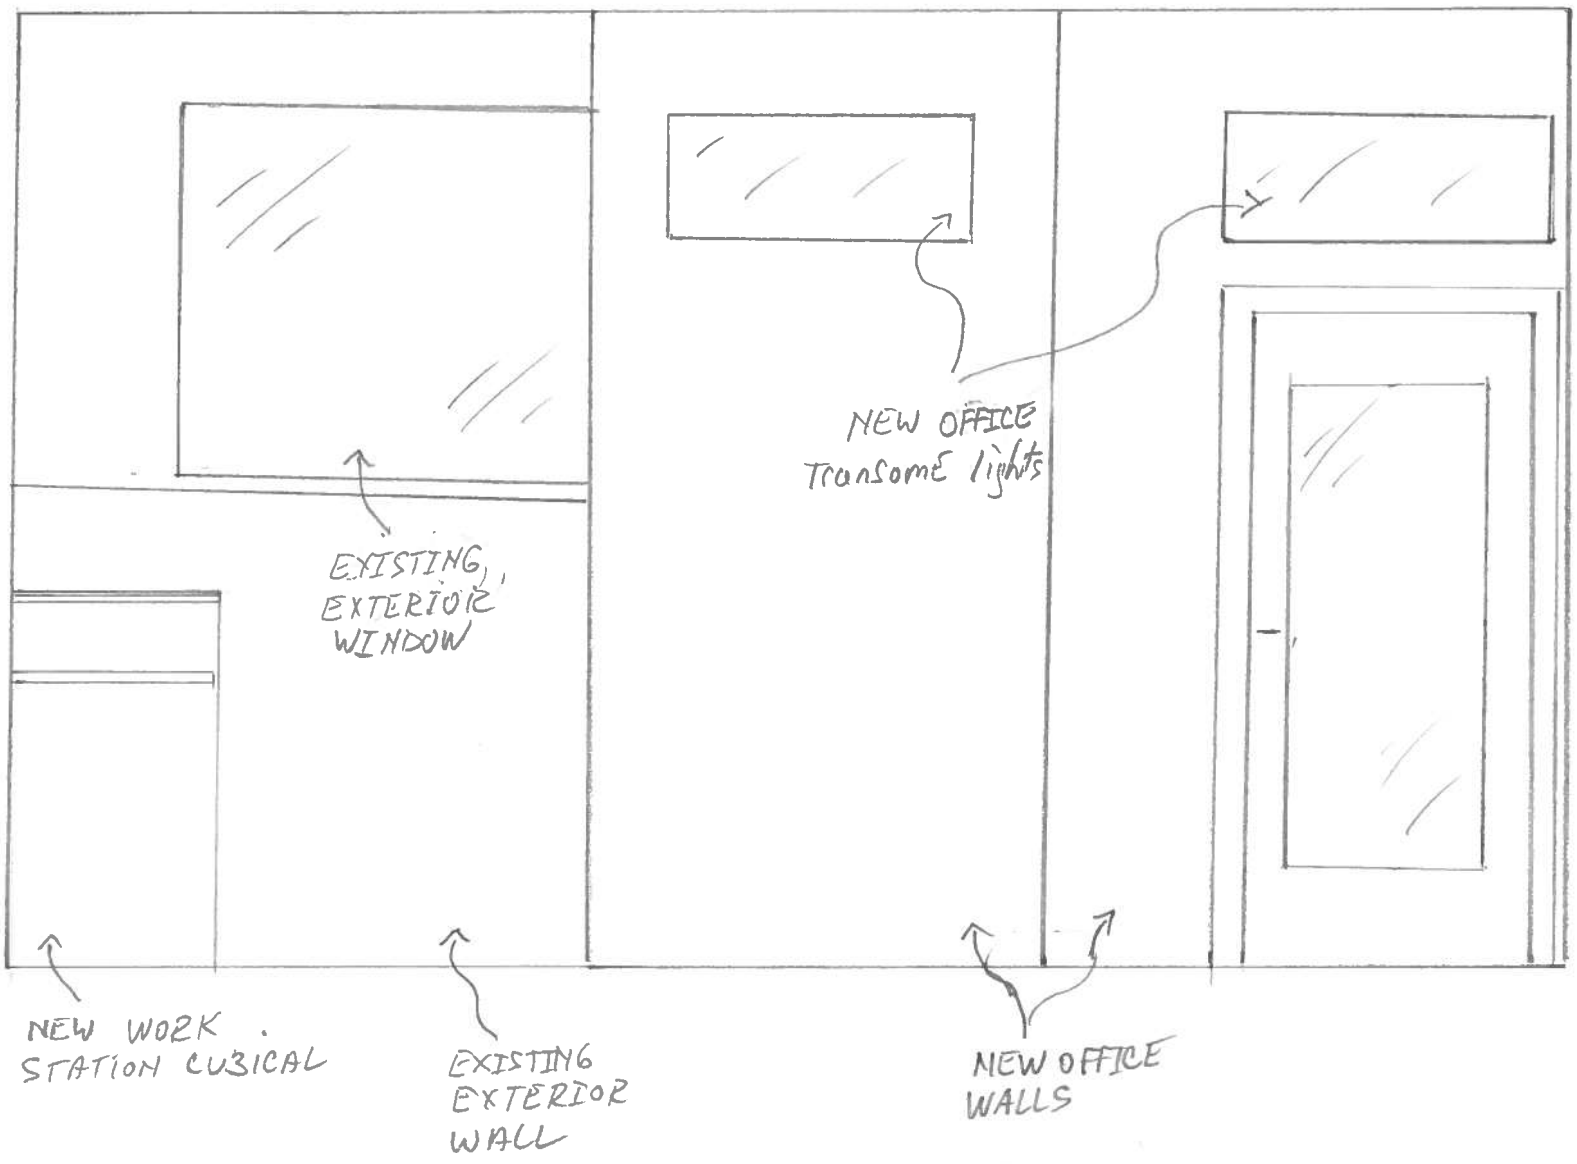 NEW OFFICE
Transome lights
EXISTING
EXTERIOR
WINDOW
NEW WORK
STATION CUBICAL
EXISTING
EXTERIOR
WALL
NEW OFFICE
WALLS